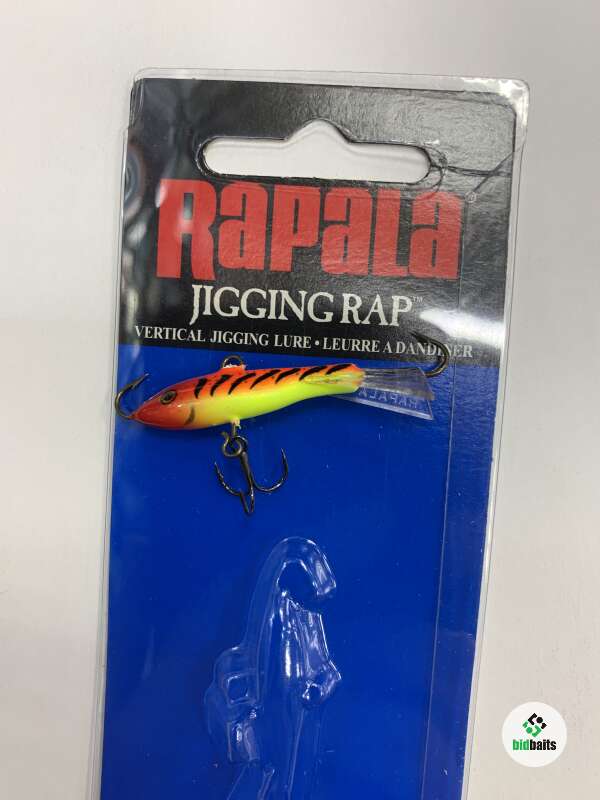 Rapala®
JIGGING RAP™
VERTICAL JIGGING LURE • LEURRE A DANDINER
RAPALA
bidbaits